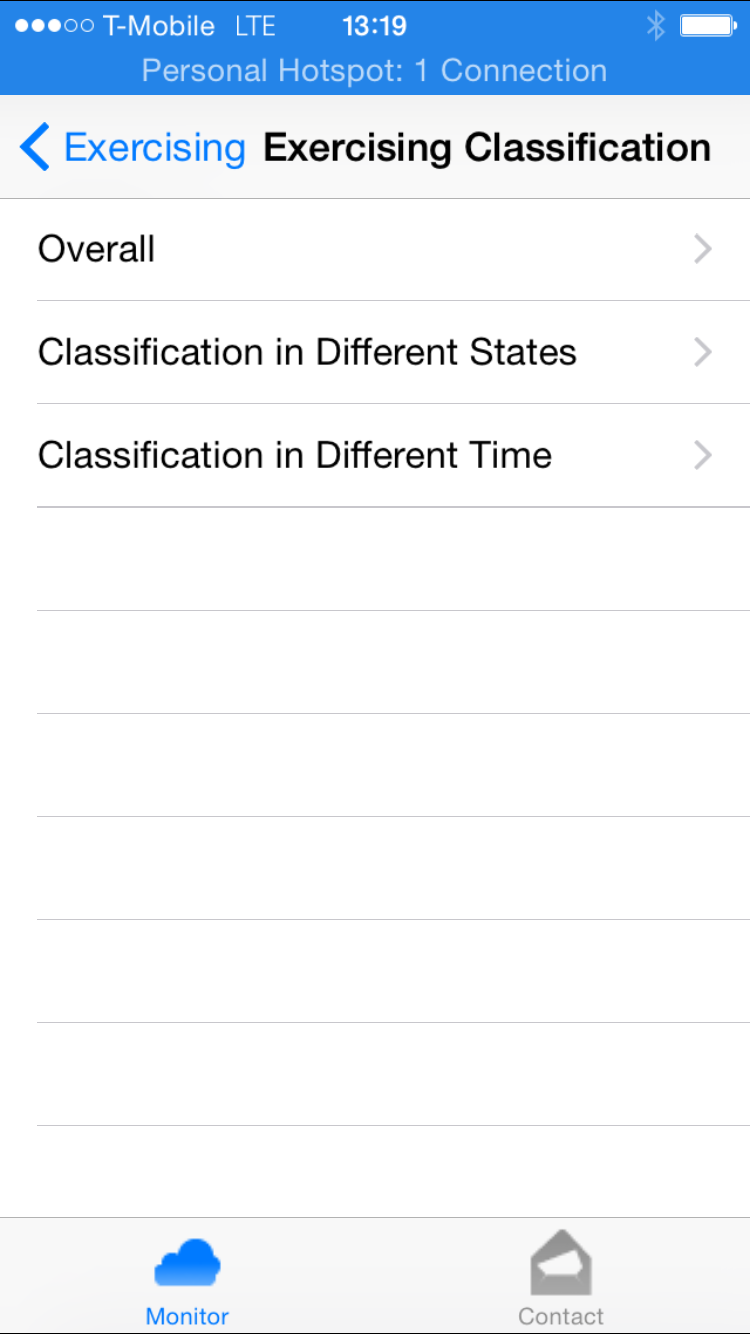 T-Mobile LTE 13:19
Personal Hotspot: 1 Connection
Exercising Exercising Classification
Overall
Classification in Different States
Classification in Different Time
Monitor Contact